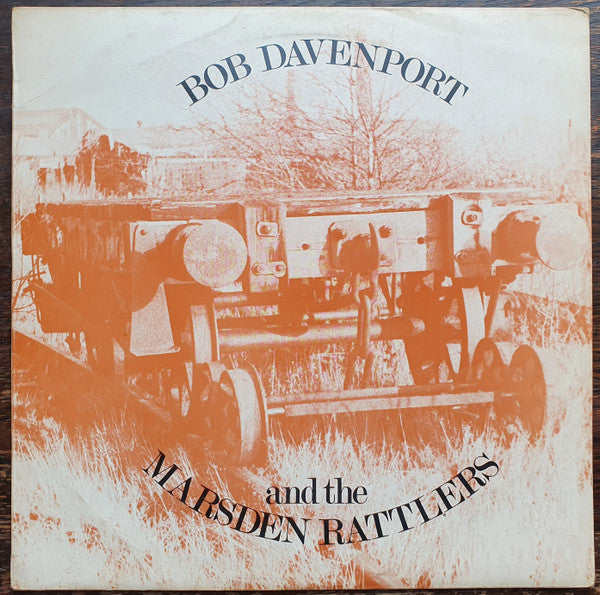 BOB DAVENPORT
and the
MARSDEN RATTLERS